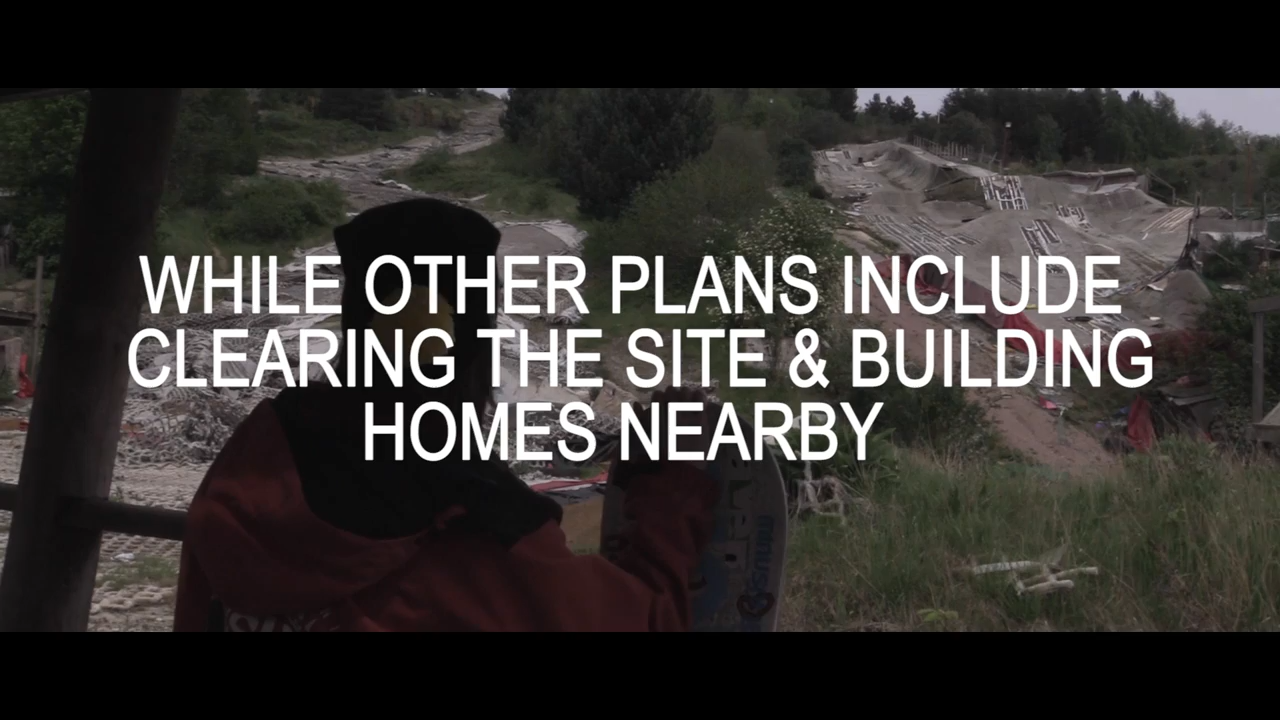 WHILE OTHER PLANS INCLUDE
CLEARING THE SITE & BUILDING
HOMES NEARBY